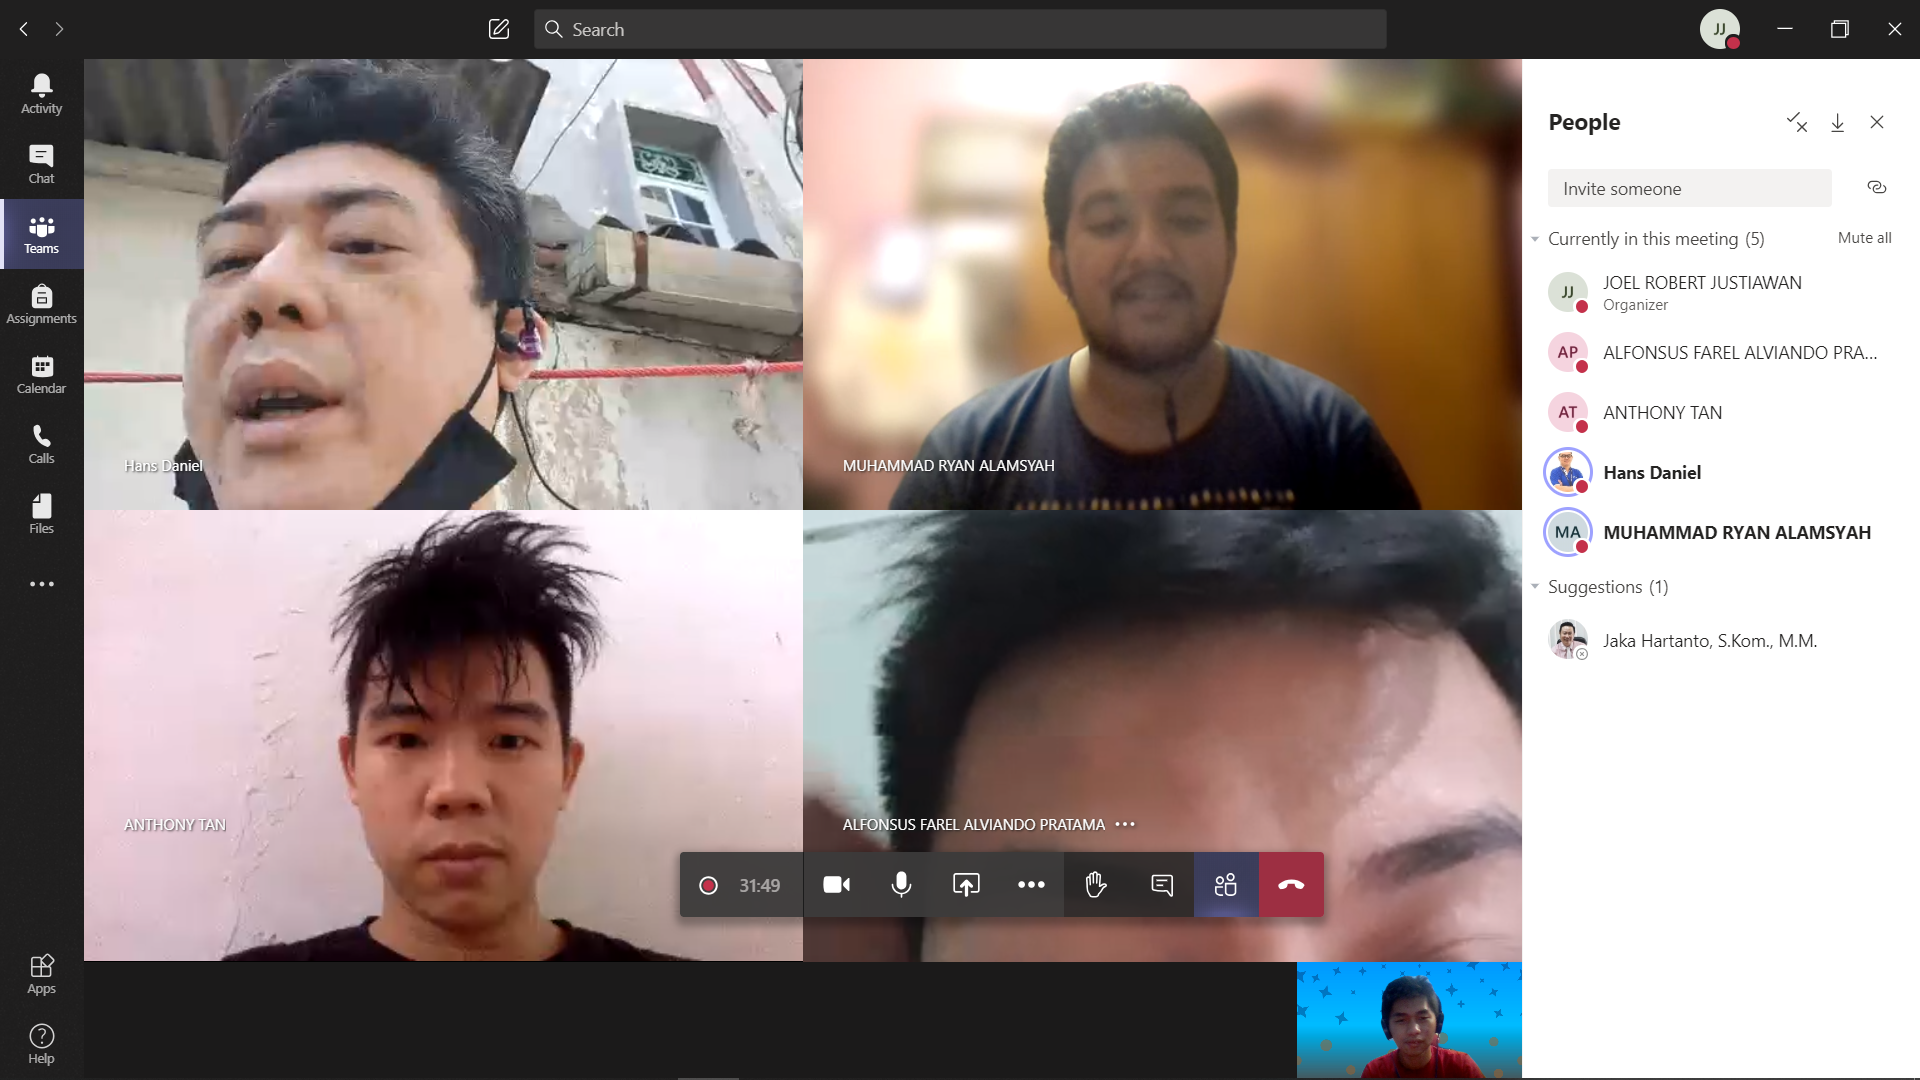 Search
JJ
Activity
Chat
Teams
Assignments
Calendar
Calls
Files
Apps
Help
Hans Daniel
MUHAMMAD RYAN ALAMSYAH
ANTHONY TAN
ALFONSUS FAREL ALVIANDO PRATAMA
31:49
People
Invite someone
Currently in this meeting (5)
Mute all
JJ
JOEL ROBERT JUSTIAWAN
Organizer
AP
ALFONSUS FAREL ALVIANDO PRA...
AT
ANTHONY TAN
Hans Daniel
MA
MUHAMMAD RYAN ALAMSYAH
Suggestions (1)
Jaka Hartanto, S.Kom., M.M.